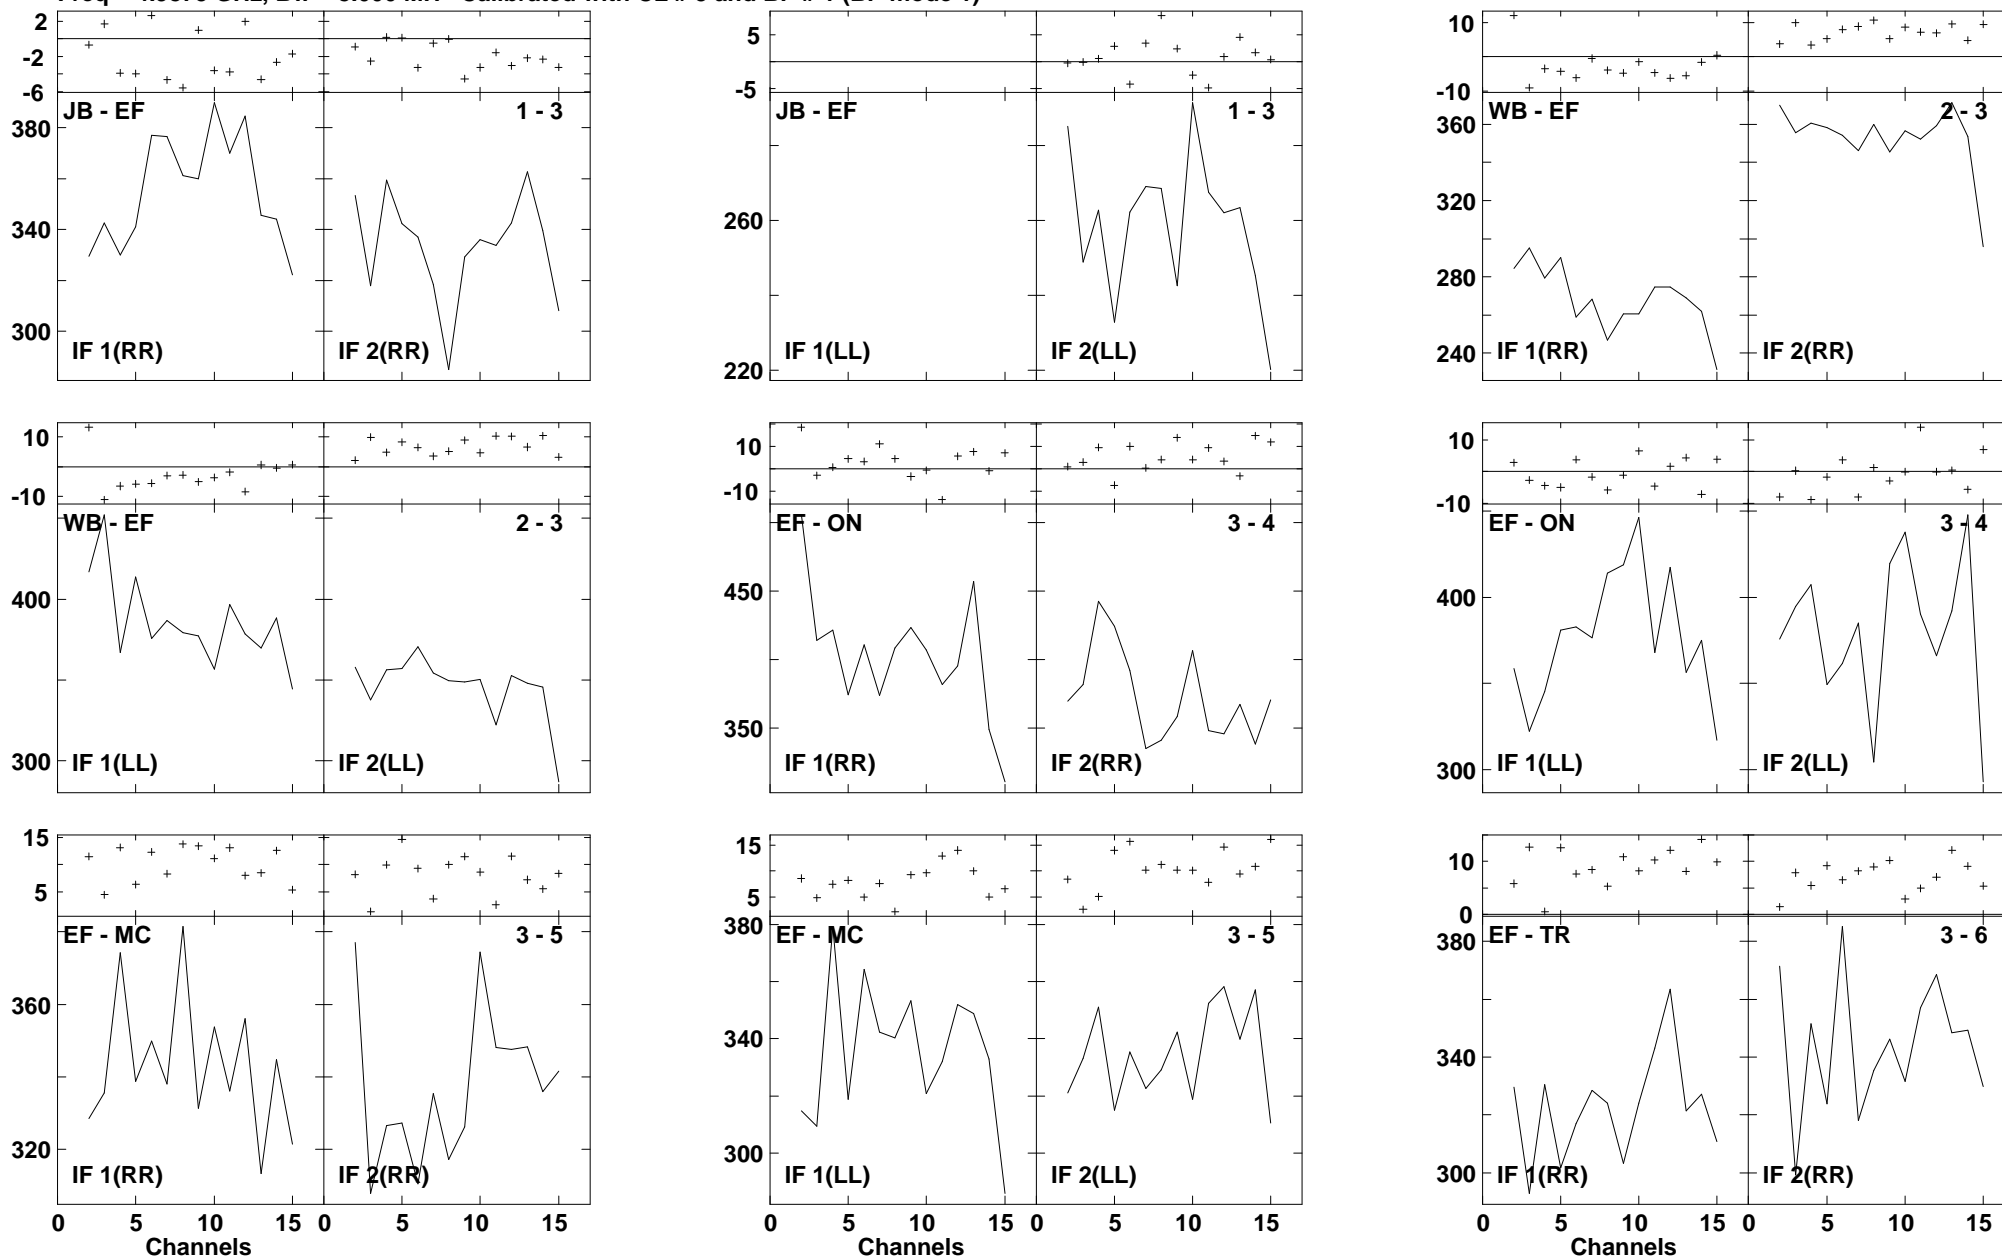 2
-2
-6
JB - EF
1 - 3
380
340
300
IF 1(RR)
IF 2(RR)
5
-5
JB - EF
1 - 3
260
220
IF 1(LL)
IF 2(LL)
10
-10
WB - EF
2 - 3
360
320
280
240
IF 1(RR)
IF 2(RR)
10
-10
WB - EF
2 - 3
400
300
IF 1(LL)
IF 2(LL)
10
-10
EF - ON
3 - 4
450
350
IF 1(RR)
IF 2(RR)
10
-10
EF - ON
3 - 4
400
300
IF 1(LL)
IF 2(LL)
15
5
EF - MC
3 - 5
360
320
IF 1(RR)
IF 2(RR)
0 5 10 15 0 5 10 15
Channels
15
5
380
EF - MC
3 - 5
340
300
IF 1(LL)
IF 2(LL)
0 5 10 15 0 5 10 15
Channels
10
0
EF - TR
3 - 6
380
340
300
IF 1(RR)
IF 2(RR)
0 5 10 15 0 5 10 15
Channels